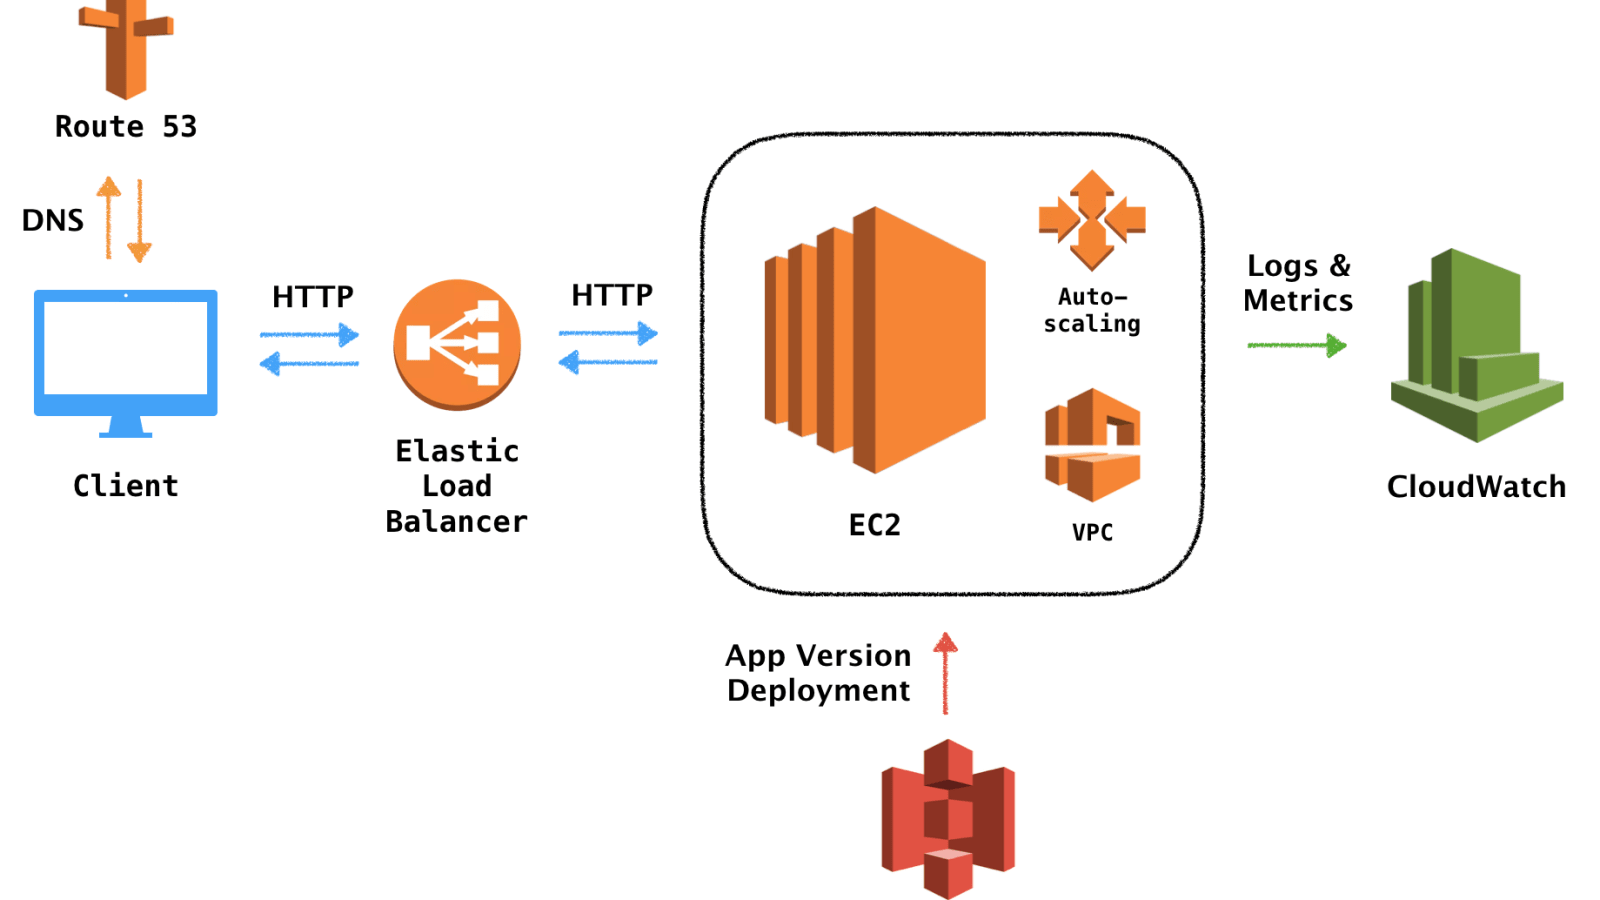 Route 53
DNS
HTTP
HTTP
Client
Elastic
Load
Balancer
EC2
Auto-
scaling
VPC
Logs &
Metrics
CloudWatch
App Version
Deployment